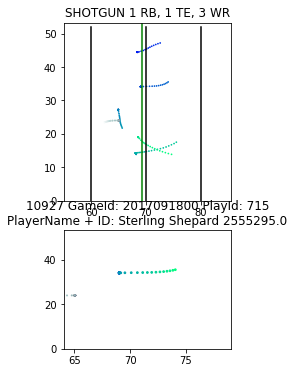 SHOTGUN 1 RB, 1 TE, 3 WR
50
40
30
20
10
0
60 70 80
10927 GameId: 2017091800 PlayId: 715
PlayerName + ID: Sterling Shepard 2555295.0
40
20
0
65 70 75